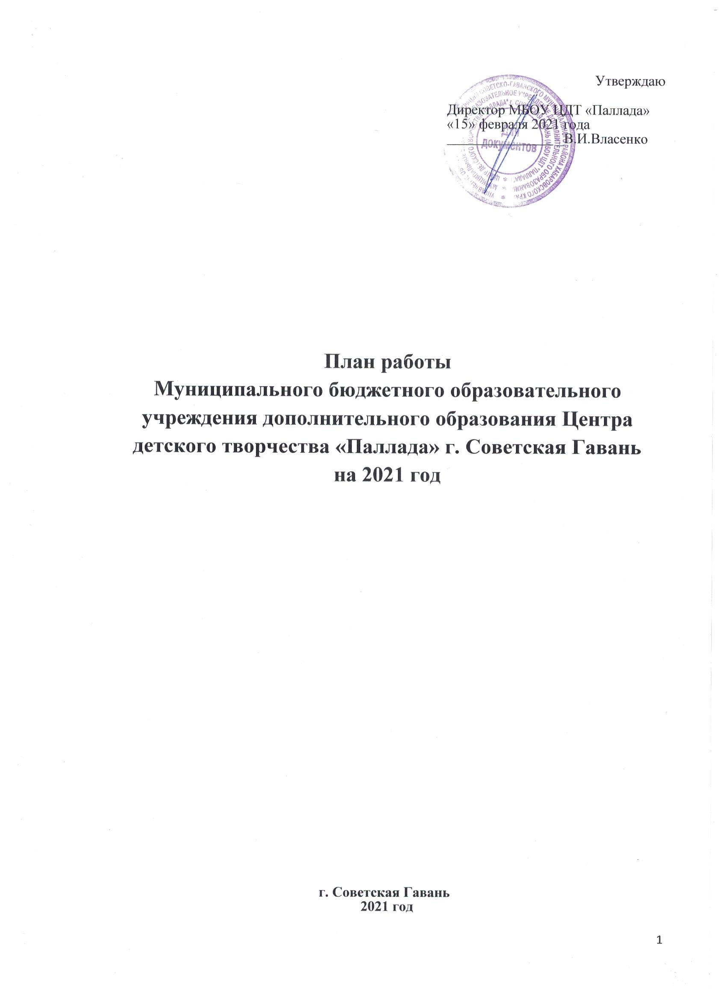 Утверждаю
Директор МБОУ ЦДТ «Паллада»
«15» февраля 2021 года
_______________ В.И.Власенко
для
документов
План работы
Муниципального бюджетного образовательного
учреждения дополнительного образования Центра
детского творчества «Паллада» г. Советская Гавань
на 2021 год
г. Советская Гавань
2021 год
1